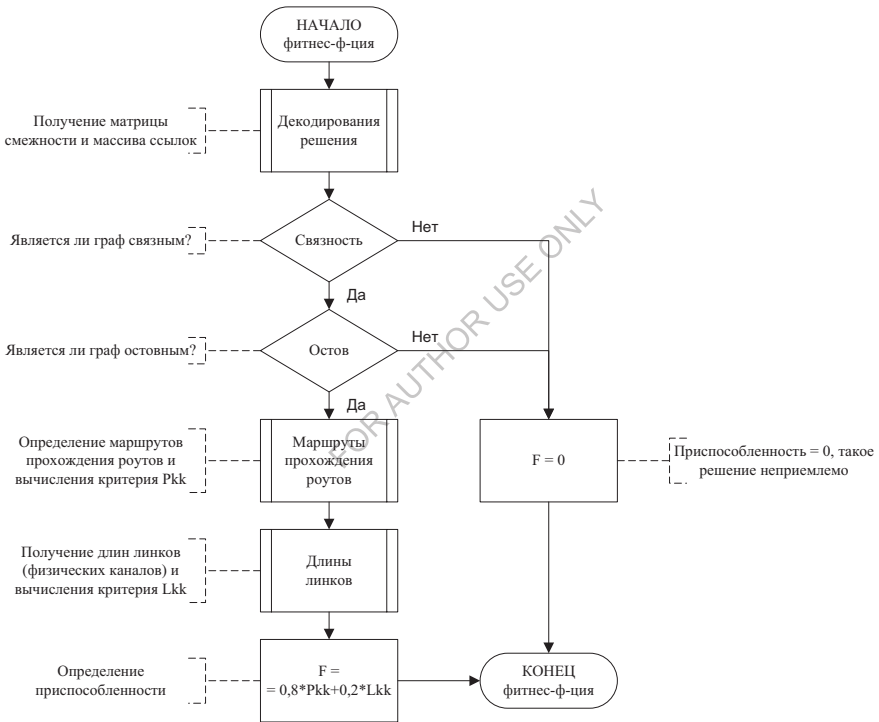 НАЧАЛО
фитнес-ф-ция
Получение матрицы
смежности и массива ссылок
Декодирования
решения
Является ли граф связным?
Связность
Нет
Да
Является ли граф остовным?
Остов
Нет
Да
Определение маршрутов
прохождения роутов и
вычисления критерия Pkk
Маршруты
прохождения
роутов
F = 0
Приспособленность = 0, такое
решение неприемлемо
Получение длин линков
(физических каналов) и
вычисления критерия Lkk
Длины
линков
Определение
приспособленности
F =
= 0,8*Pkk+0,2*Lkk
КОНЕЦ
фитнес-ф-ция
FOR AUTHOR USE ONLY